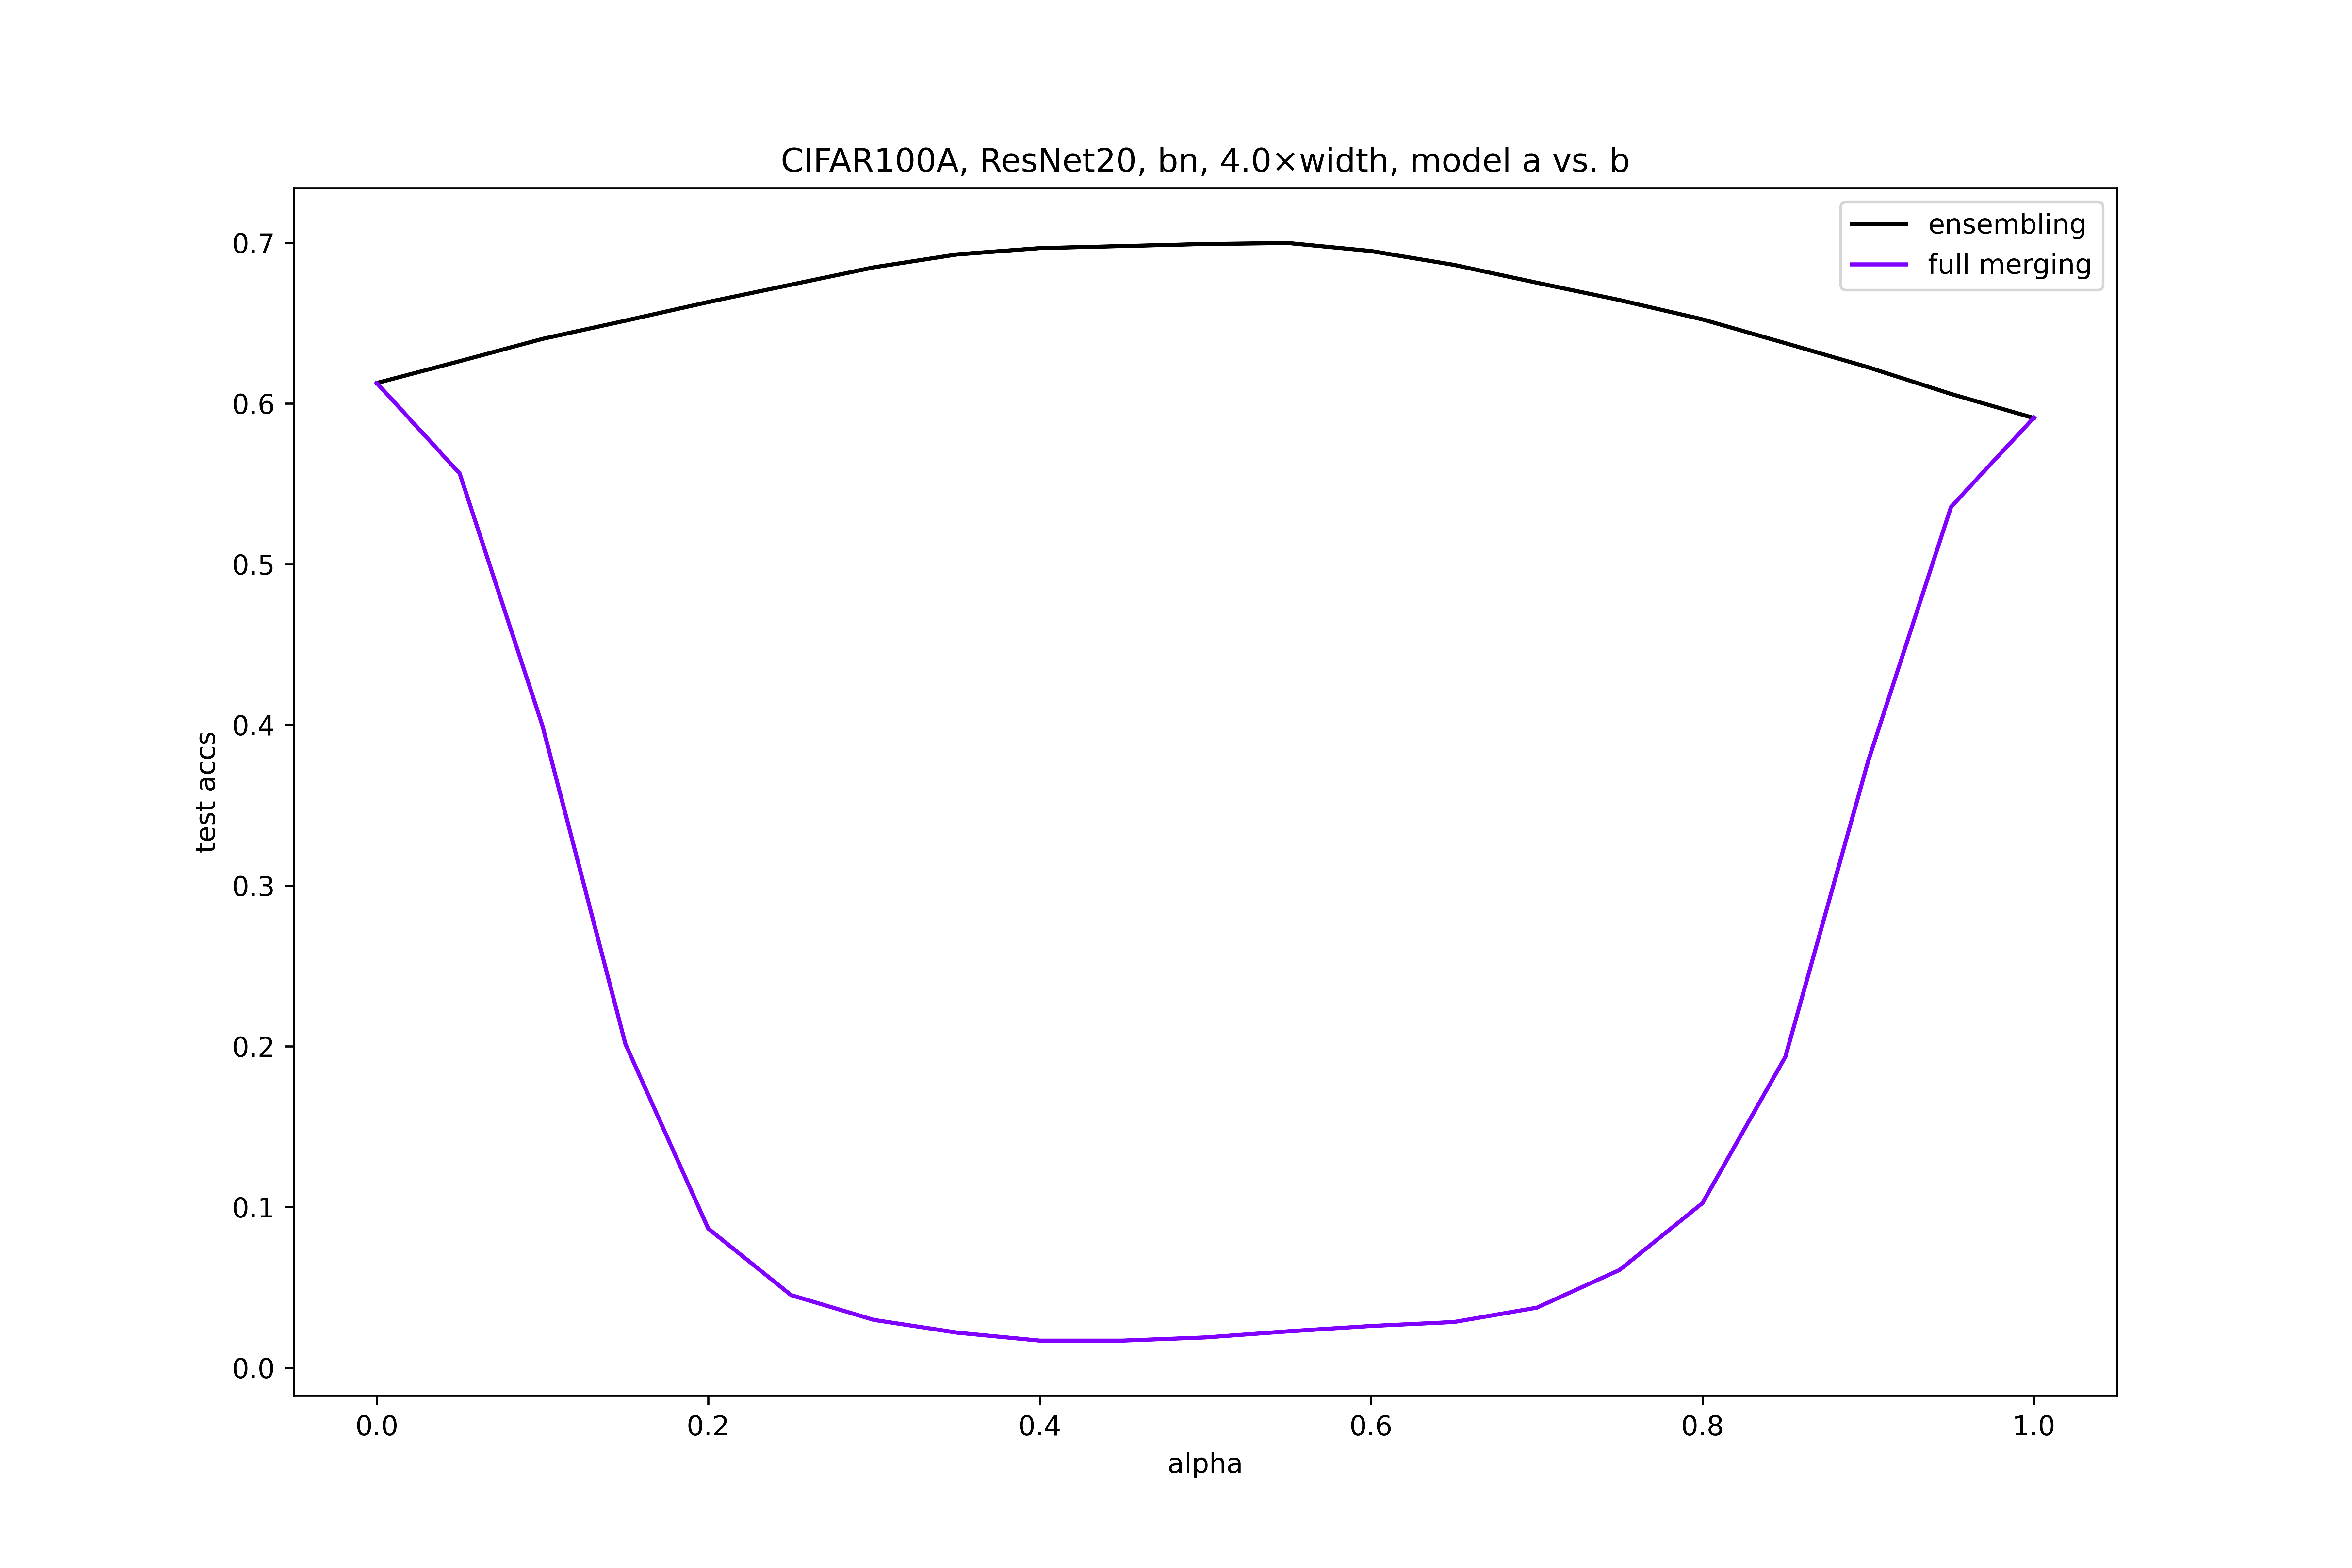 CIFAR100A, ResNet20, bn, 4.0×width, model a vs. b
ensembling
full merging
test accs
0.7
0.6
0.5
0.4
0.3
0.2
0.1
0.0
0.0 0.2 0.4 0.6 0.8 1.0
alpha